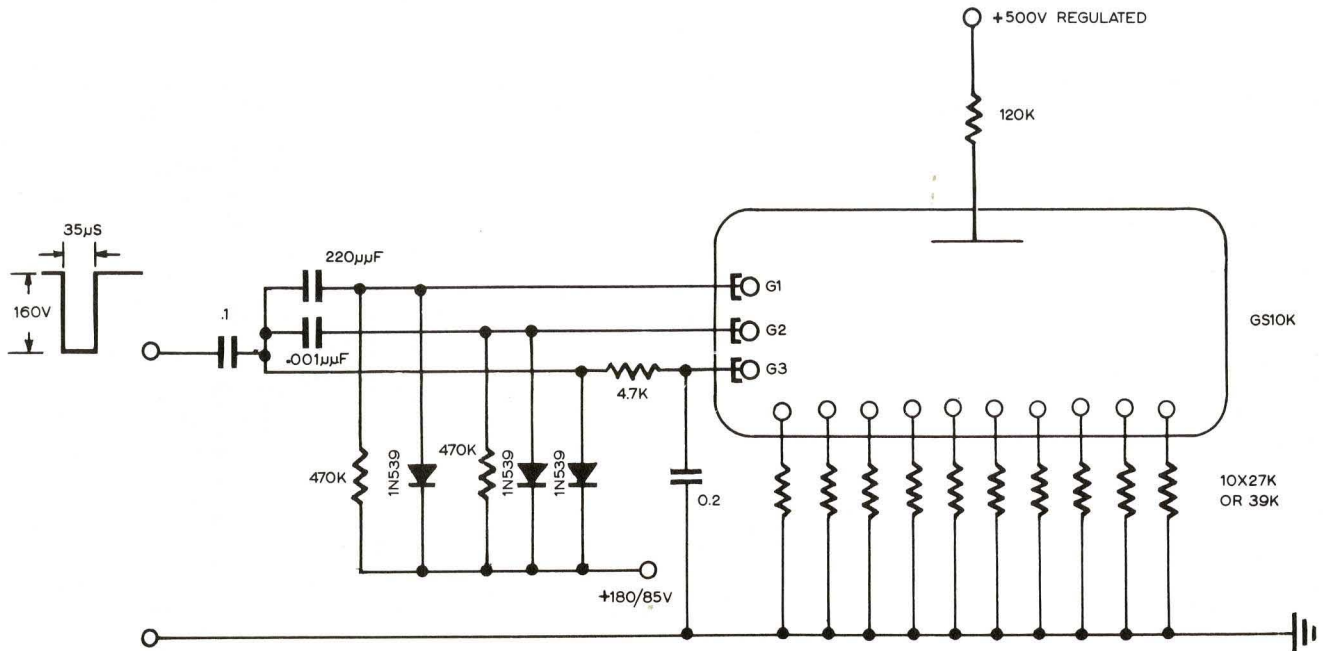 +500V REGULATED
120K
35µS
220µµF
G1
160V
.1
G2
GS10K
.001µµF
G3
4.7K
470K
1N539
470K
1N539
1N539
0.2
10X27K
OR 39K
+180/85V